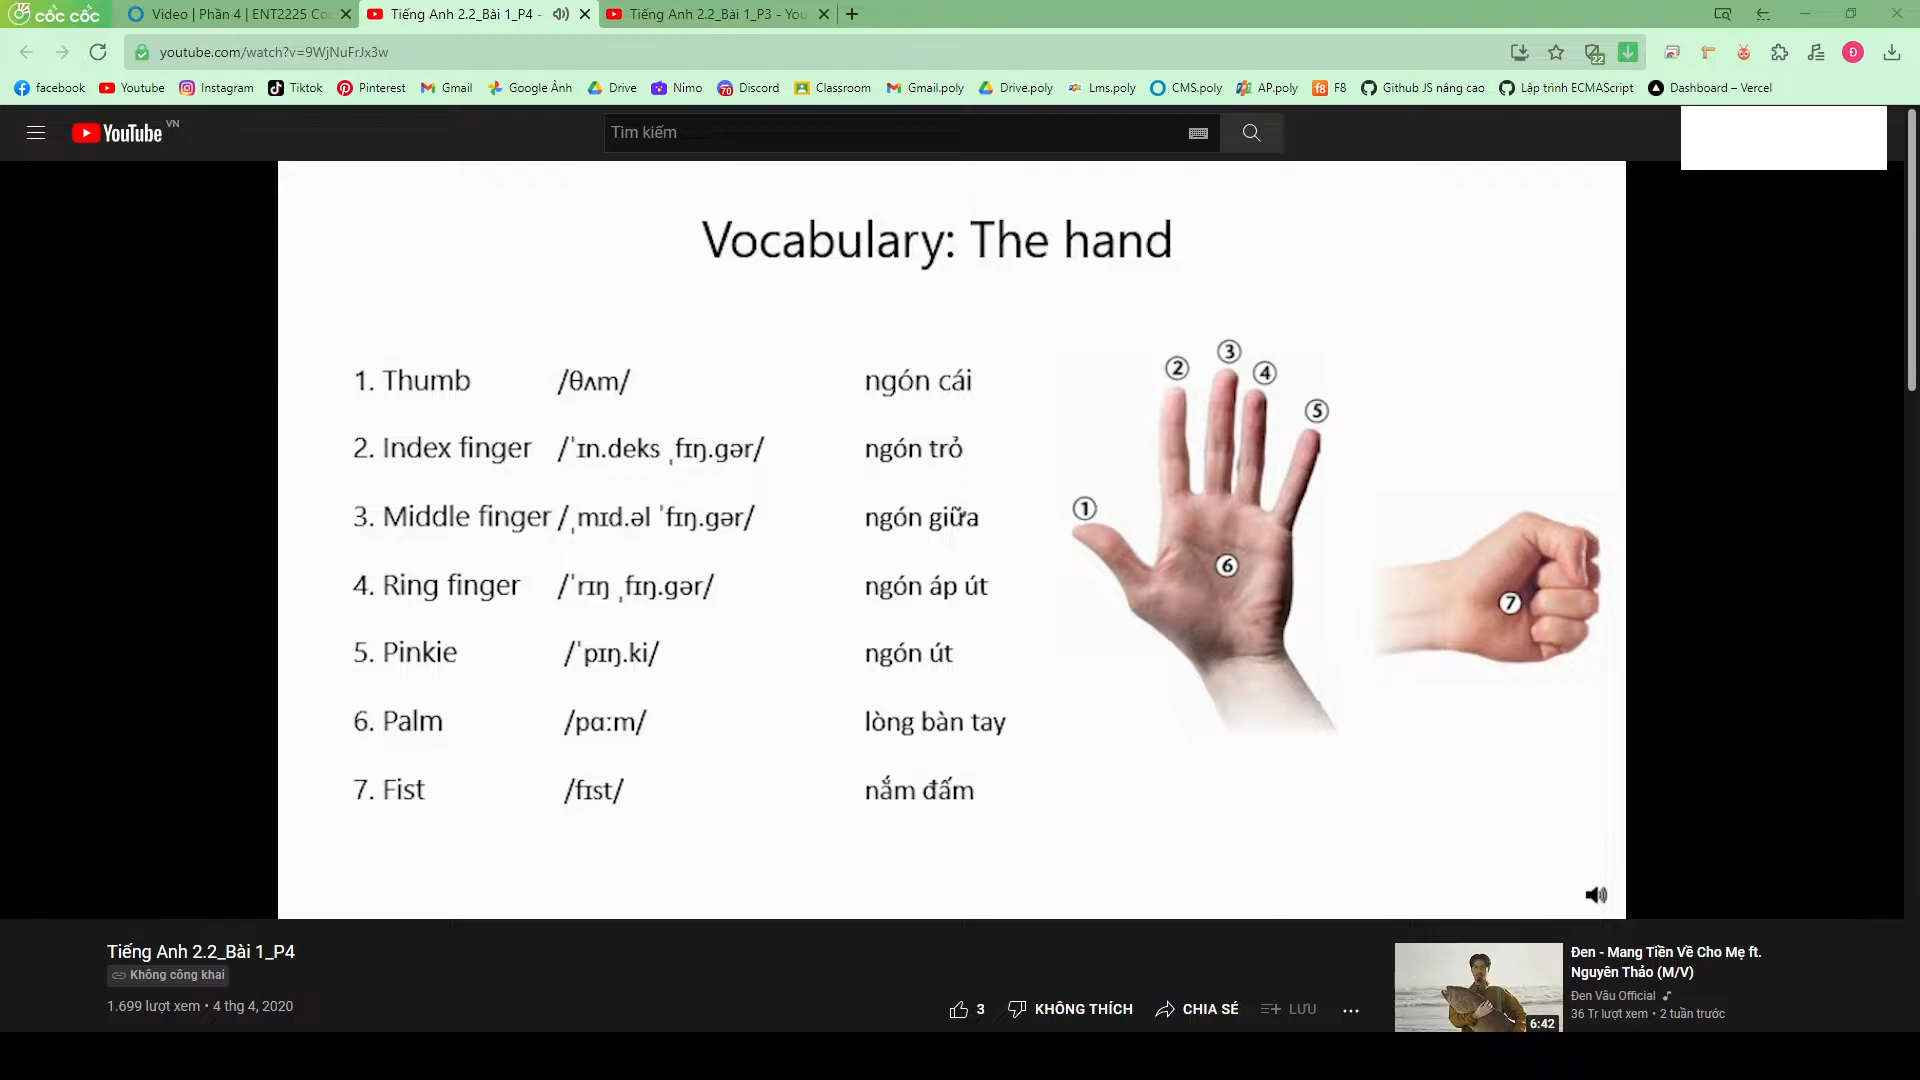 cốc cốc
Video | Phần 4 | ENT2225 Co
Tiếng Anh 2.2_Bài 1_P4 -
Tiếng Anh 2.2_Bài 1_P3 - You
youtube.com/watch?v=9WjNuFrJx3w
22
Đ
facebook
Youtube
Instagram
Tiktok
Pinterest
Gmail
Google Ảnh
Drive
Nimo
70
Discord
Classroom
Gmail.poly
Drive.poly
Lms.poly
CMS.poly
AP.poly
f8
F8
Github JS nâng cao
Lập trình ECMAScript
Dashboard – Vercel
YouTube VN
Tìm kiếm
Vocabulary: The hand
1. Thumb /θʌm/ ngón cái
2. Index finger /ˈɪn.deks ˌfɪŋ.gər/ ngón trỏ
3. Middle finger /ˌmɪd.əl ˈfɪŋ.gər/ ngón giữa
4. Ring finger /ˈrɪŋ ˌfɪŋ.gər/ ngón áp út
5. Pinkie /ˈpɪŋ.ki/ ngón út
6. Palm /pɑːm/ lòng bàn tay
7. Fist /fɪst/ nắm đấm
1
2
3
4
5
6
7
Tiếng Anh 2.2_Bài 1_P4
Không công khai
1.699 lượt xem • 4 thg 4, 2020
3
KHÔNG THÍCH
CHIA SẺ
LƯU
6:42
Đen - Mang Tiền Về Cho Mẹ ft.
Nguyên Thảo (M/V)
Đen Vâu Official
36 Tr lượt xem • 2 tuần trước